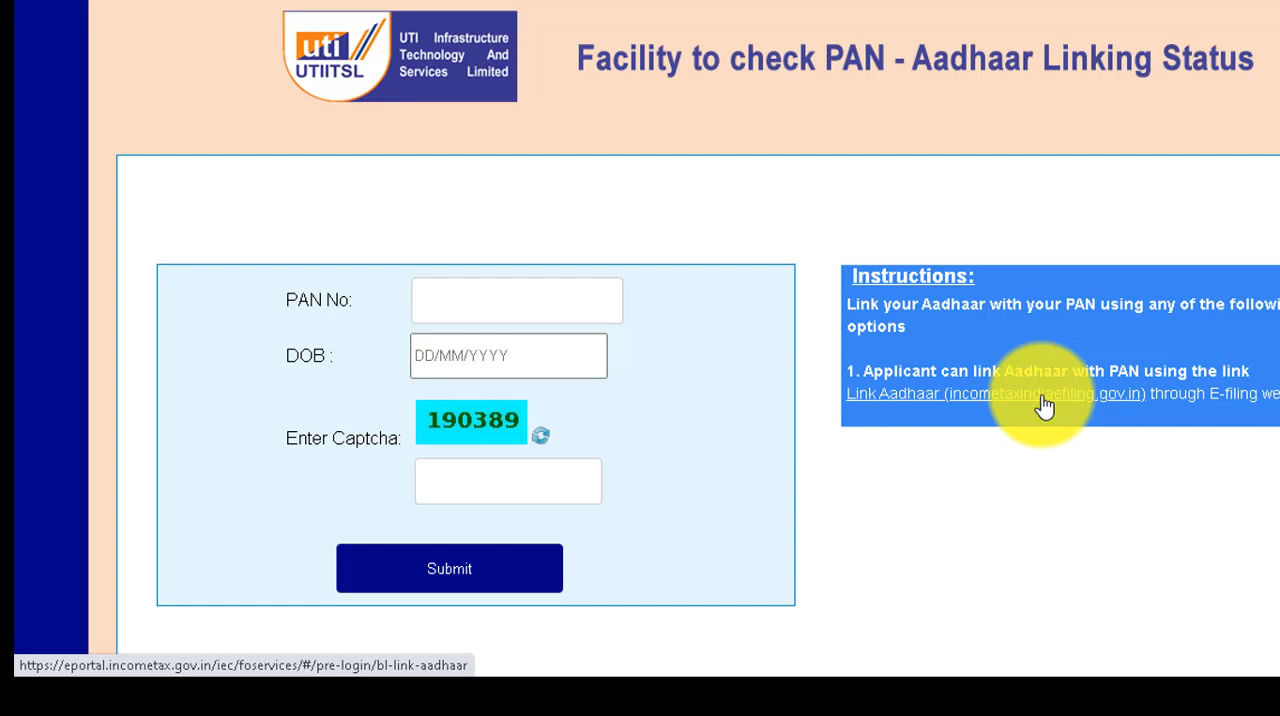 uti
UTIITSL
UTI Infrastructure
Technology And
Services Limited
Facility to check PAN - Aadhaar Linking Status
PAN No:
DOB :
DD/MM/YYYY
190389
Enter Captcha:
Submit
Instructions:
Link your Aadhaar with your PAN using any of the
options
1. Applicant can link Aadhaar with PAN using the link
Link Aadhaar (incometaxindiaefiling.gov.in) through E-filing
https://eportal.incometax.gov.in/iec/foservices/#/pre-login/bl-link-aadhaar